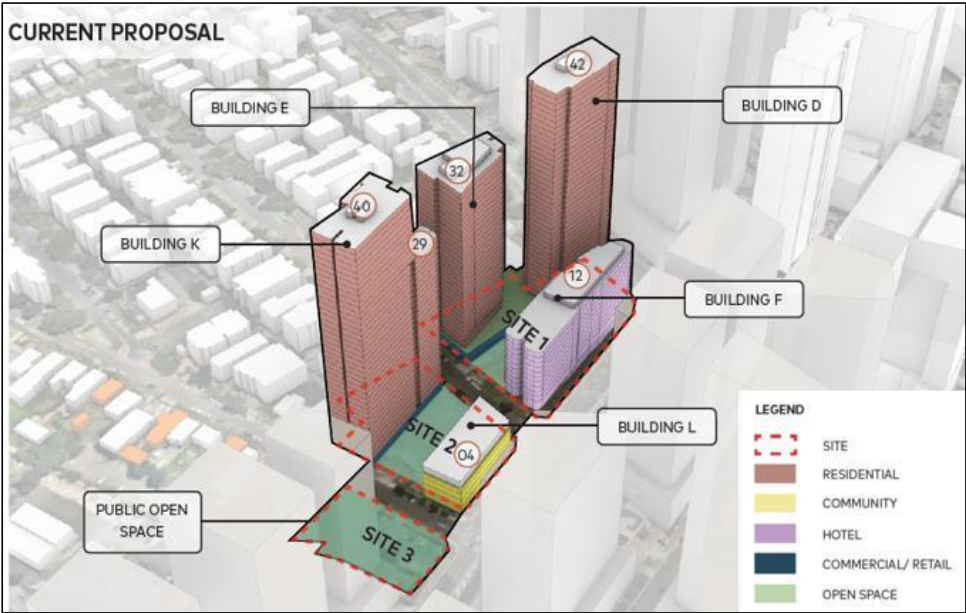 CURRENT PROPOSAL
42
BUILDING E
BUILDING D
32
40
BUILDING K
29
12
BUILDING F
SITE 1
SITE 2
04
BUILDING L
PUBLIC OPEN
SPACE
SITE 3
LEGEND
SITE
RESIDENTIAL
COMMUNITY
HOTEL
COMMERCIAL/ RETAIL
OPEN SPACE